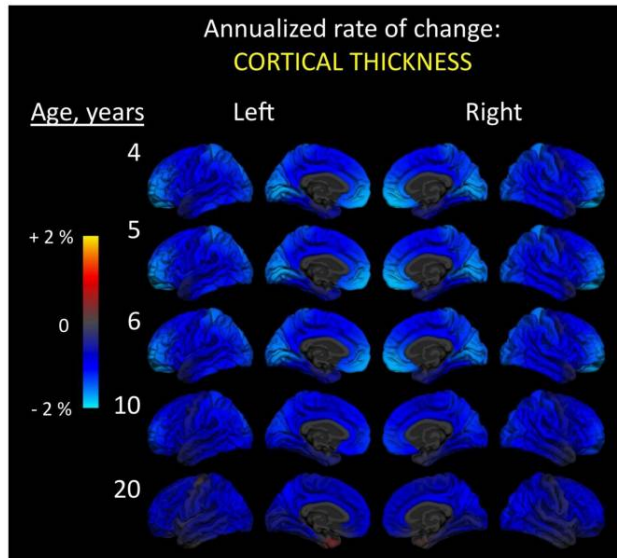 Annualized rate of change:
CORTICAL THICKNESS
Age, years Left Right
4
5
+ 2 %
0
6
- 2 %
10
20